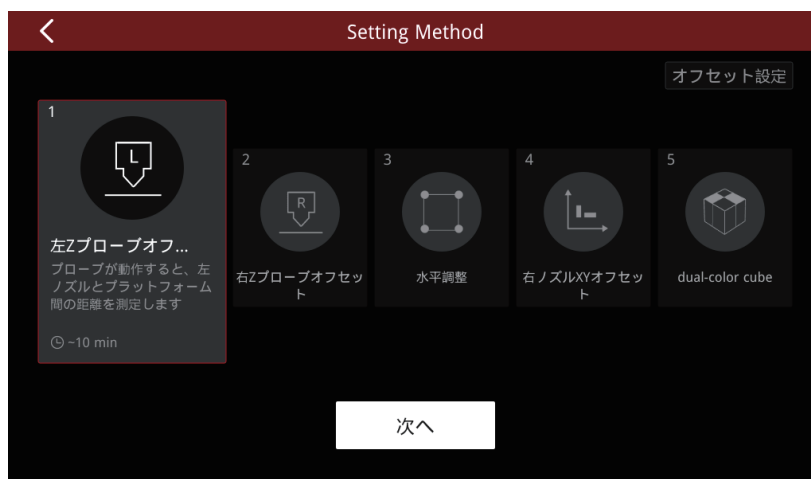 Setting Method
オフセット設定
1
L
左Zプローブオフ...
プローブが動作すると、左
ノズルとプラットフォーム
間の距離を測定します
~10 min
2
R
右Zプローブオフセッ
ト
3
水平調整
4
右ノズルXYオフセッ
ト
5
dual-color cube
次へ